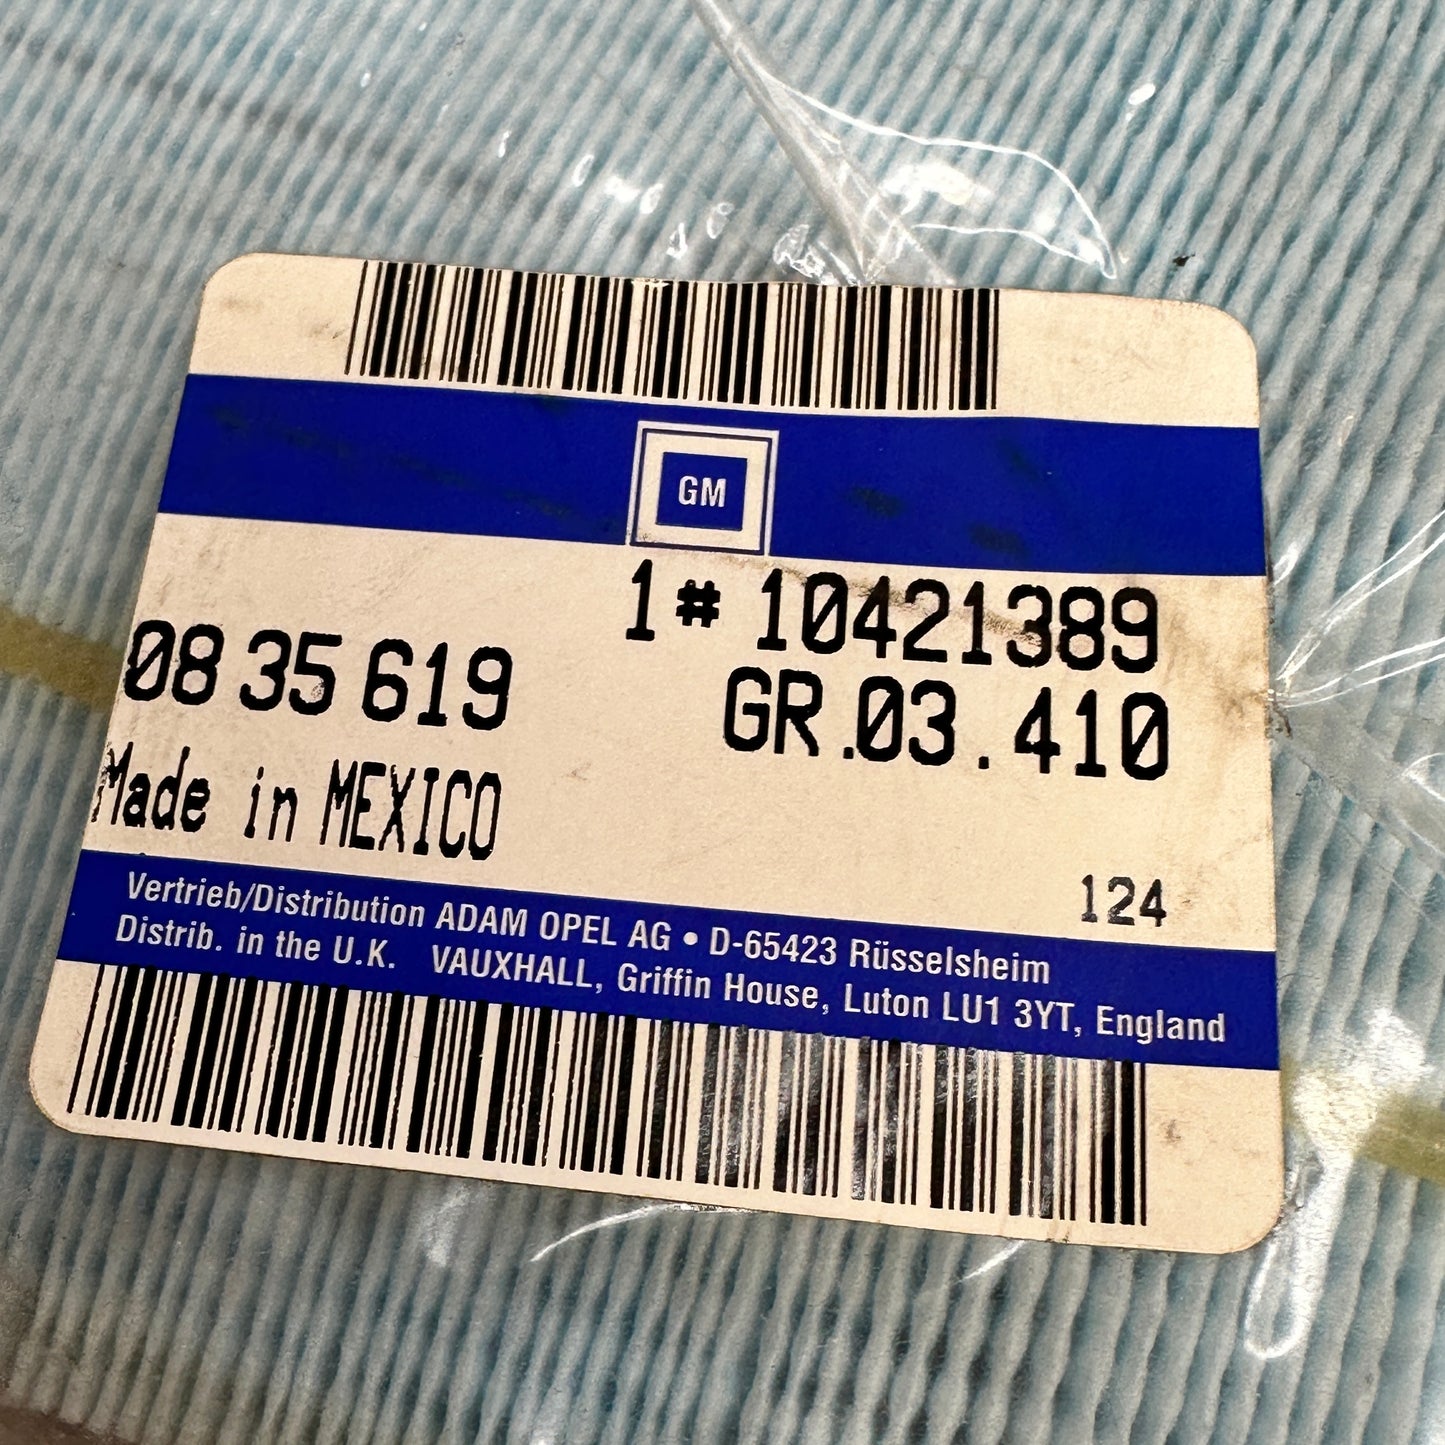 GM
1# 10421389
08 35 619
GR.03.410
Made in MEXICO
124
Vertrieb/Distribution ADAM OPEL AG • D-65423 Rüsselsheim
Distrib. in the U.K. VAUXHALL, Griffin House, Luton LU1 3YT, England